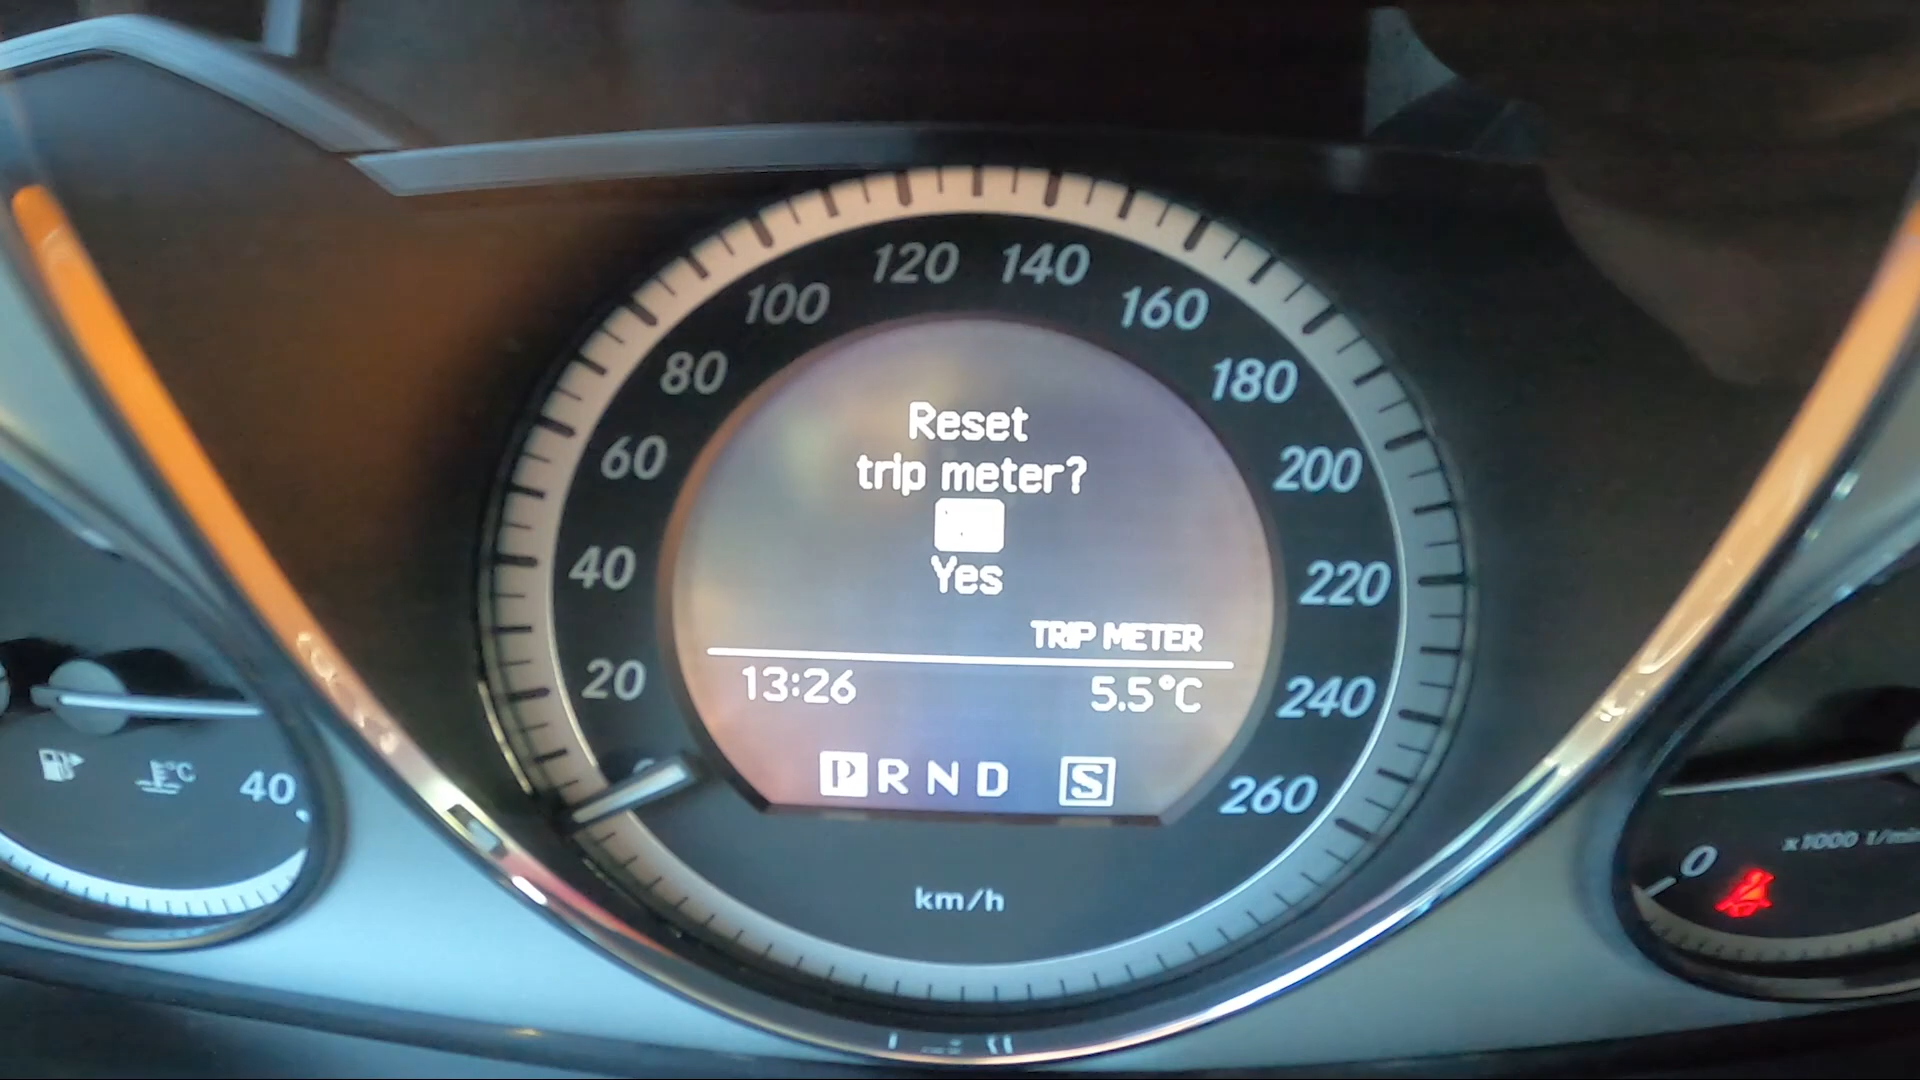 120 140
100 160
80 180
60 200
40 220
20 240
260
Reset
trip meter?
Yes
TRIP METER
13:26 5.5°C
P R N D S
km/h
°C
40
0
x1000 1/min